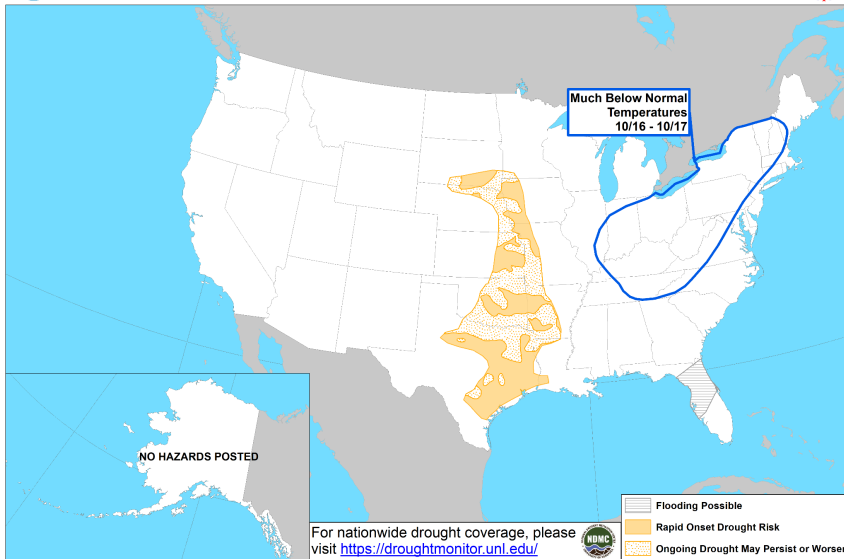 Much Below Normal
Temperatures
10/16 - 10/17
NO HAZARDS POSTED
For nationwide drought coverage, please
visit https://droughtmonitor.unl.edu/
NDMC
Flooding Possible
Rapid Onset Drought Risk
Ongoing Drought May Persist or Worsen